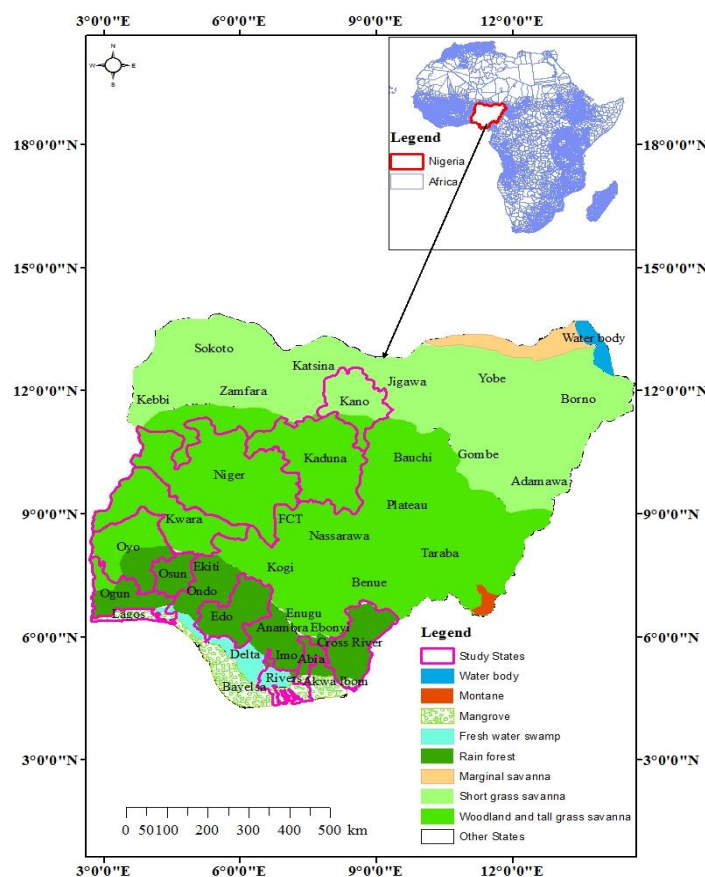 3°0'0"E 6°0'0"E 9°0'0"E 12°0'0"E
N
W E
S
18°0'0"N
15°0'0"N
12°0'0"N
9°0'0"N
6°0'0"N
3°0'0"N
Legend
Nigeria
Africa
18°0'0"N
15°0'0"N
12°0'0"N
9°0'0"N
6°0'0"N
3°0'0"N
Water body
Sokoto
Katsina
Jigawa
Yobe
Zamfara
Kebbi
Kano
Borno
Kaduna
Bauchi
Gombe
Niger
Adamawa
Plateau
Kwara
FCT
Nassarawa
Oyo
Taraba
Ekiti
Kogi
Osun
Benue
Ogun
Ondo
Lagos
Edo
Enugu
Anambra
Ebonyi
Cross River
Delta
Imo
Abia
Rivers
Akwa Ibom
Bayelsa
Legend
Study States
Water body
Montane
Mangrove
Fresh water swamp
Rain forest
Marginal savanna
Short grass savanna
Woodland and tall grass savanna
Other States
0 50 100 200 300 400 500 km
3°0'0"E 6°0'0"E 9°0'0"E 12°0'0"E